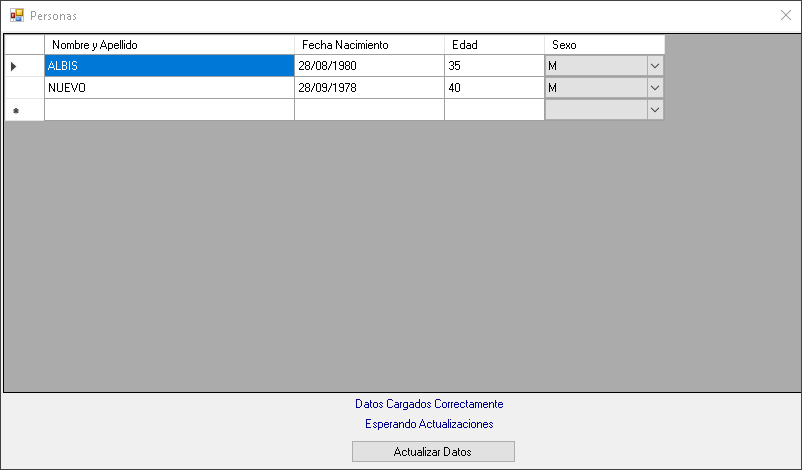 Personas
Nombre y Apellido Fecha Nacimiento Edad Sexo
ALBIS 28/08/1980 35 M
NUEVO 28/09/1978 40 M
Datos Cargados Correctamente
Esperando Actualizaciones
Actualizar Datos